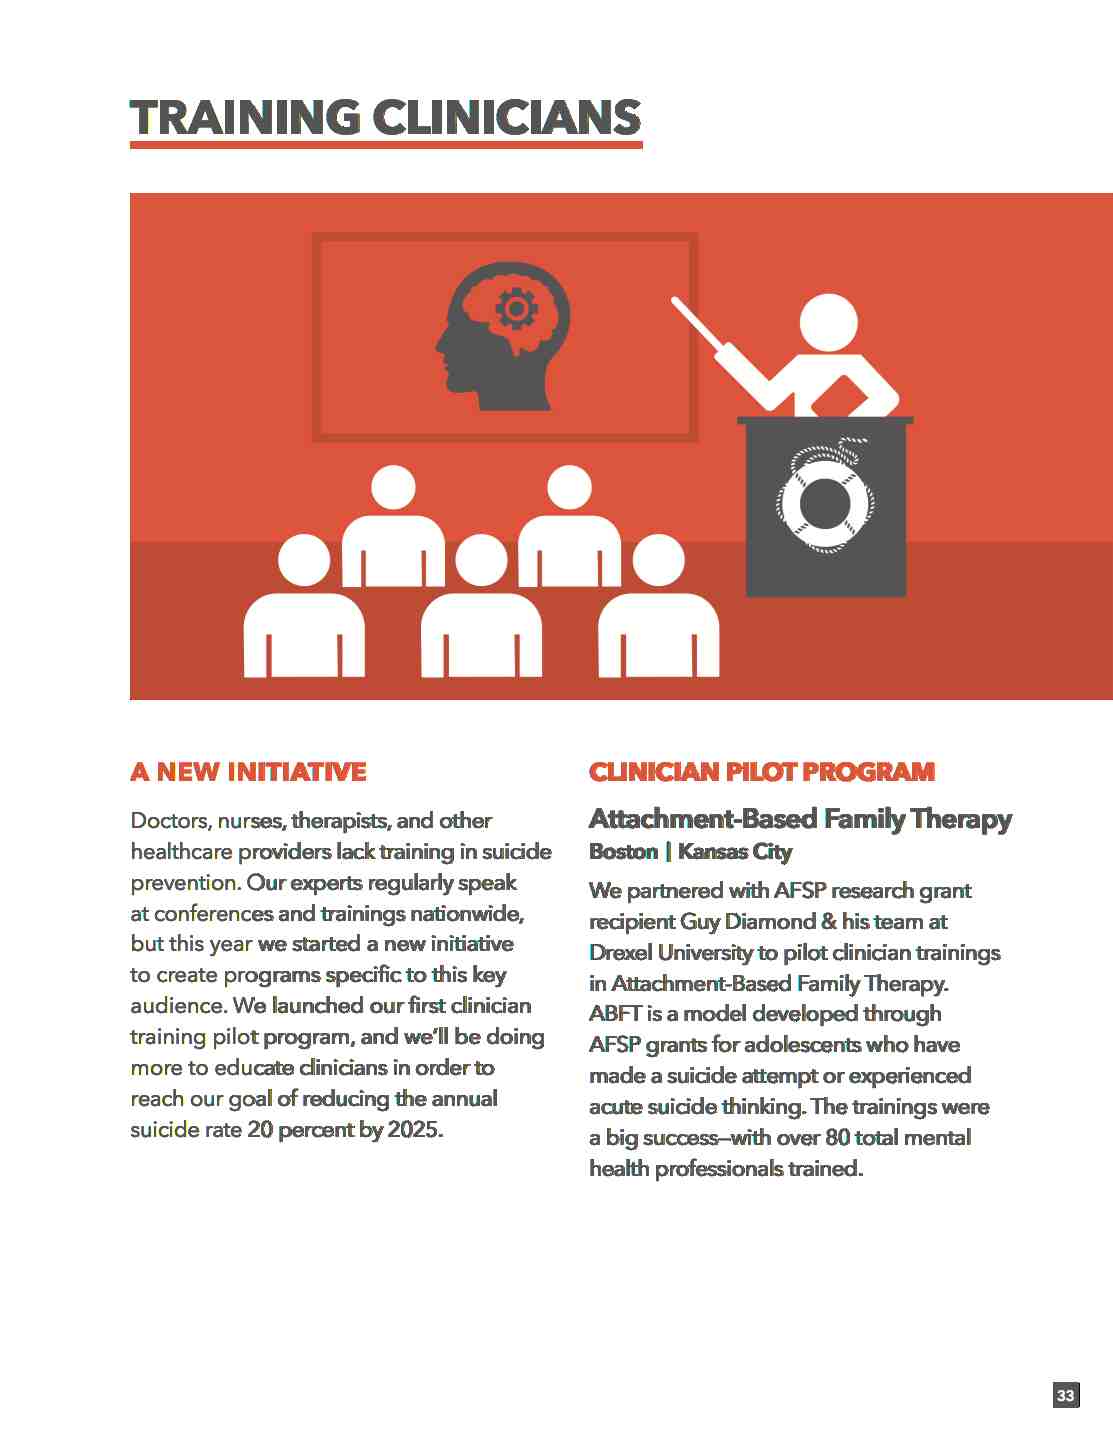 TRAINING CLINICIANS
A NEW INITIATIVE
Doctors, nurses, therapists, and other
healthcare providers lack training in suicide
prevention. Our experts regularly speak
at conferences and trainings nationwide,
but this year we started a new initiative
to create programs specific to this key
audience. We launched our first clinician
training pilot program, and we'll be doing
more to educate clinicians in order to
reach our goal of reducing the annual
suicide rate 20 percent by 2025.
CLINICIAN PILOT PROGRAM
Attachment-Based Family Therapy
Boston | Kansas City
We partnered with AFSP research grant
recipient Guy Diamond & his team at
Drexel University to pilot clinician trainings
in Attachment-Based Family Therapy.
ABFT is a model developed through
AFSP grants for adolescents who have
made a suicide attempt or experienced
acute suicide thinking. The trainings were
a big success—with over 80 total mental
health professionals trained.
33